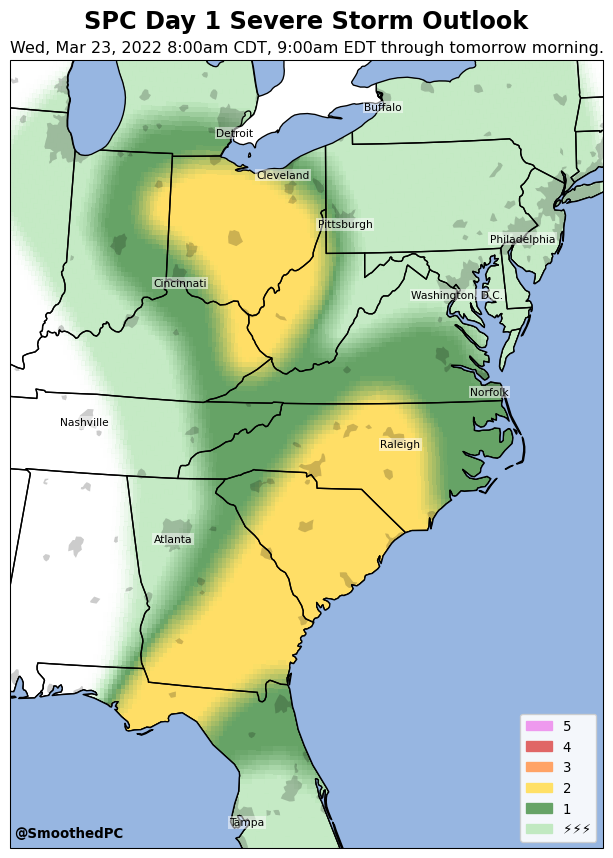 SPC Day 1 Severe Storm Outlook
Wed, Mar 23, 2022 8:00am CDT, 9:00am EDT through tomorrow morning.
Buffalo
Detroit
Cleveland
Pittsburgh
Philadelphia
Cincinnati
Washington, D.C.
Norfolk
Nashville
Raleigh
Atlanta
5
4
3
2
1
⚡⚡⚡
Tampa
@SmoothedPC